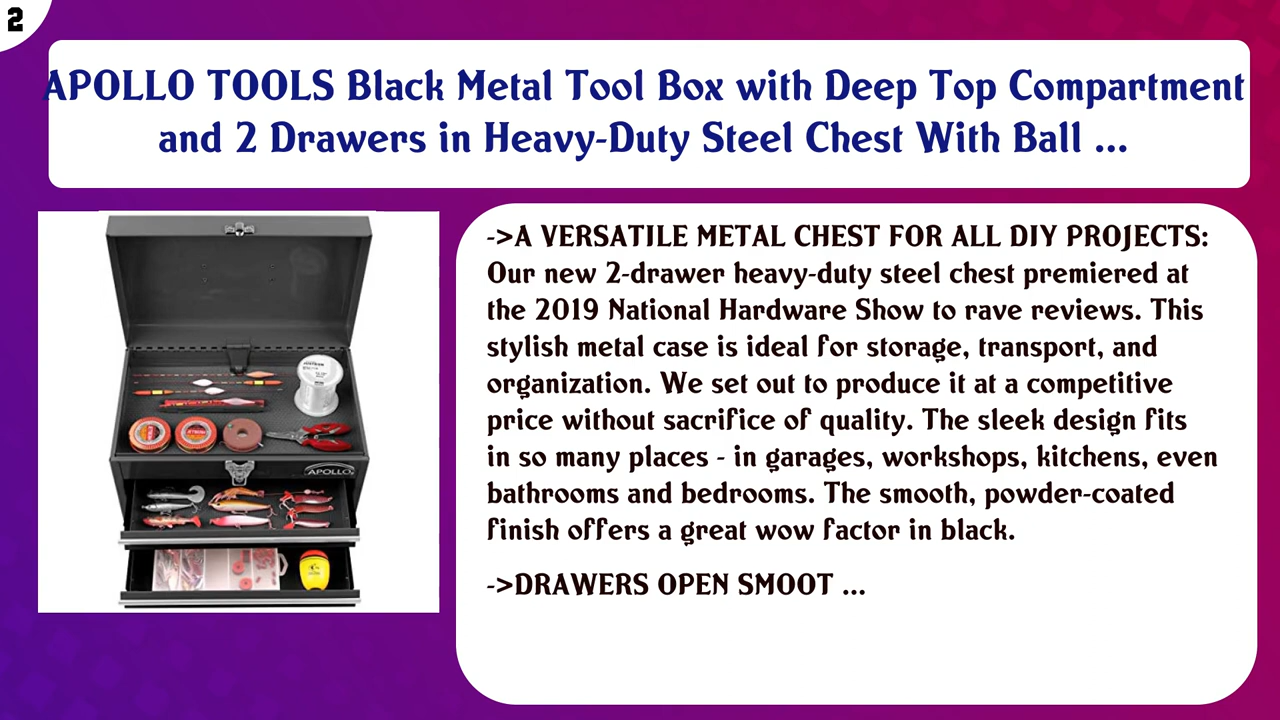 2
APOLLO TOOLS Black Metal Tool Box with Deep Top Compartment
and 2 Drawers in Heavy-Duty Steel Chest With Ball ...
->A VERSATILE METAL CHEST FOR ALL DIY PROJECTS:
Our new 2-drawer heavy-duty steel chest premiered at
the 2019 National Hardware Show to rave reviews. This
stylish metal case is ideal for storage, transport, and
organization. We set out to produce it at a competitive
price without sacrifice of quality. The sleek design fits
in so many places - in garages, workshops, kitchens, even
bathrooms and bedrooms. The smooth, powder-coated
finish offers a great wow factor in black.
->DRAWERS OPEN SMOOT ...
APOLLO